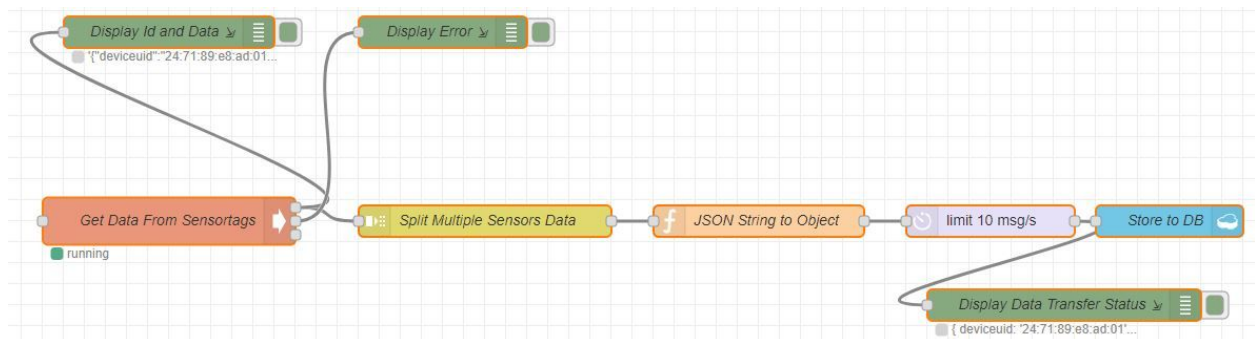 Display Id and Data
Display Error
'{"deviceuid":"24:71:89:e8:ad:01...
Get Data From Sensortags
Split Multiple Sensors Data
JSON String to Object
limit 10 msg/s
Store to DB
running
Display Data Transfer Status
{ deviceuid: '24:71:89:e8:ad:01'...